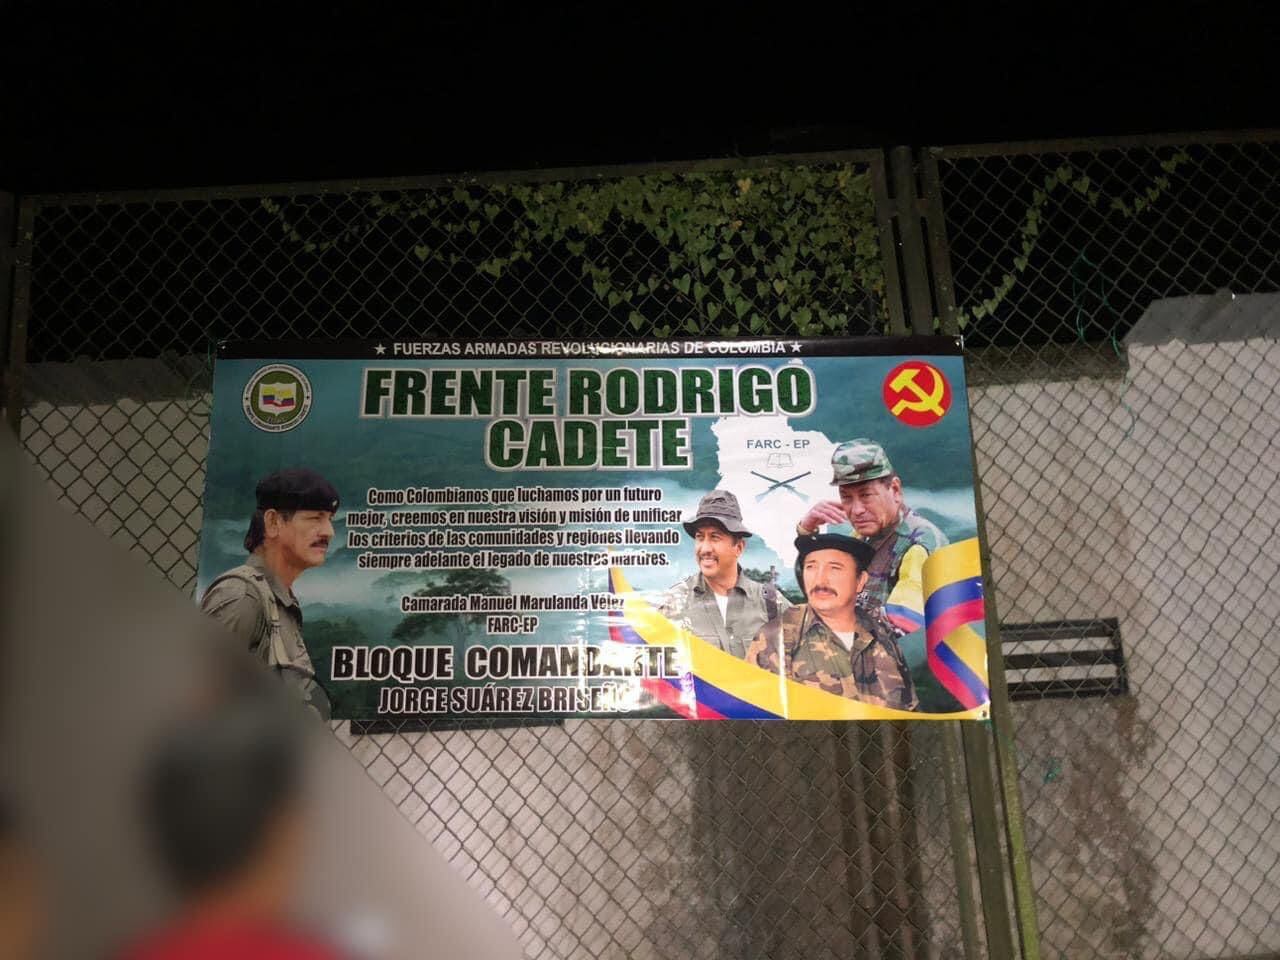 ★ FUERZAS ARMADAS REVOLUCIONARIAS DE COLOMBIA ★
FRENTE RODRIGO
CADETE
FARC - EP
Como Colombianos que luchamos por un futuro
mejor, creemos en nuestra visión y misión de unificar
los criterios de las comunidades y regiones llevando
siempre adelante el legado de nuestros martires.
Camarada Manuel Marulanda Vélez
FARC-EP
BLOQUE COMANDANTE
JORGE SUÁREZ BRISEÑO